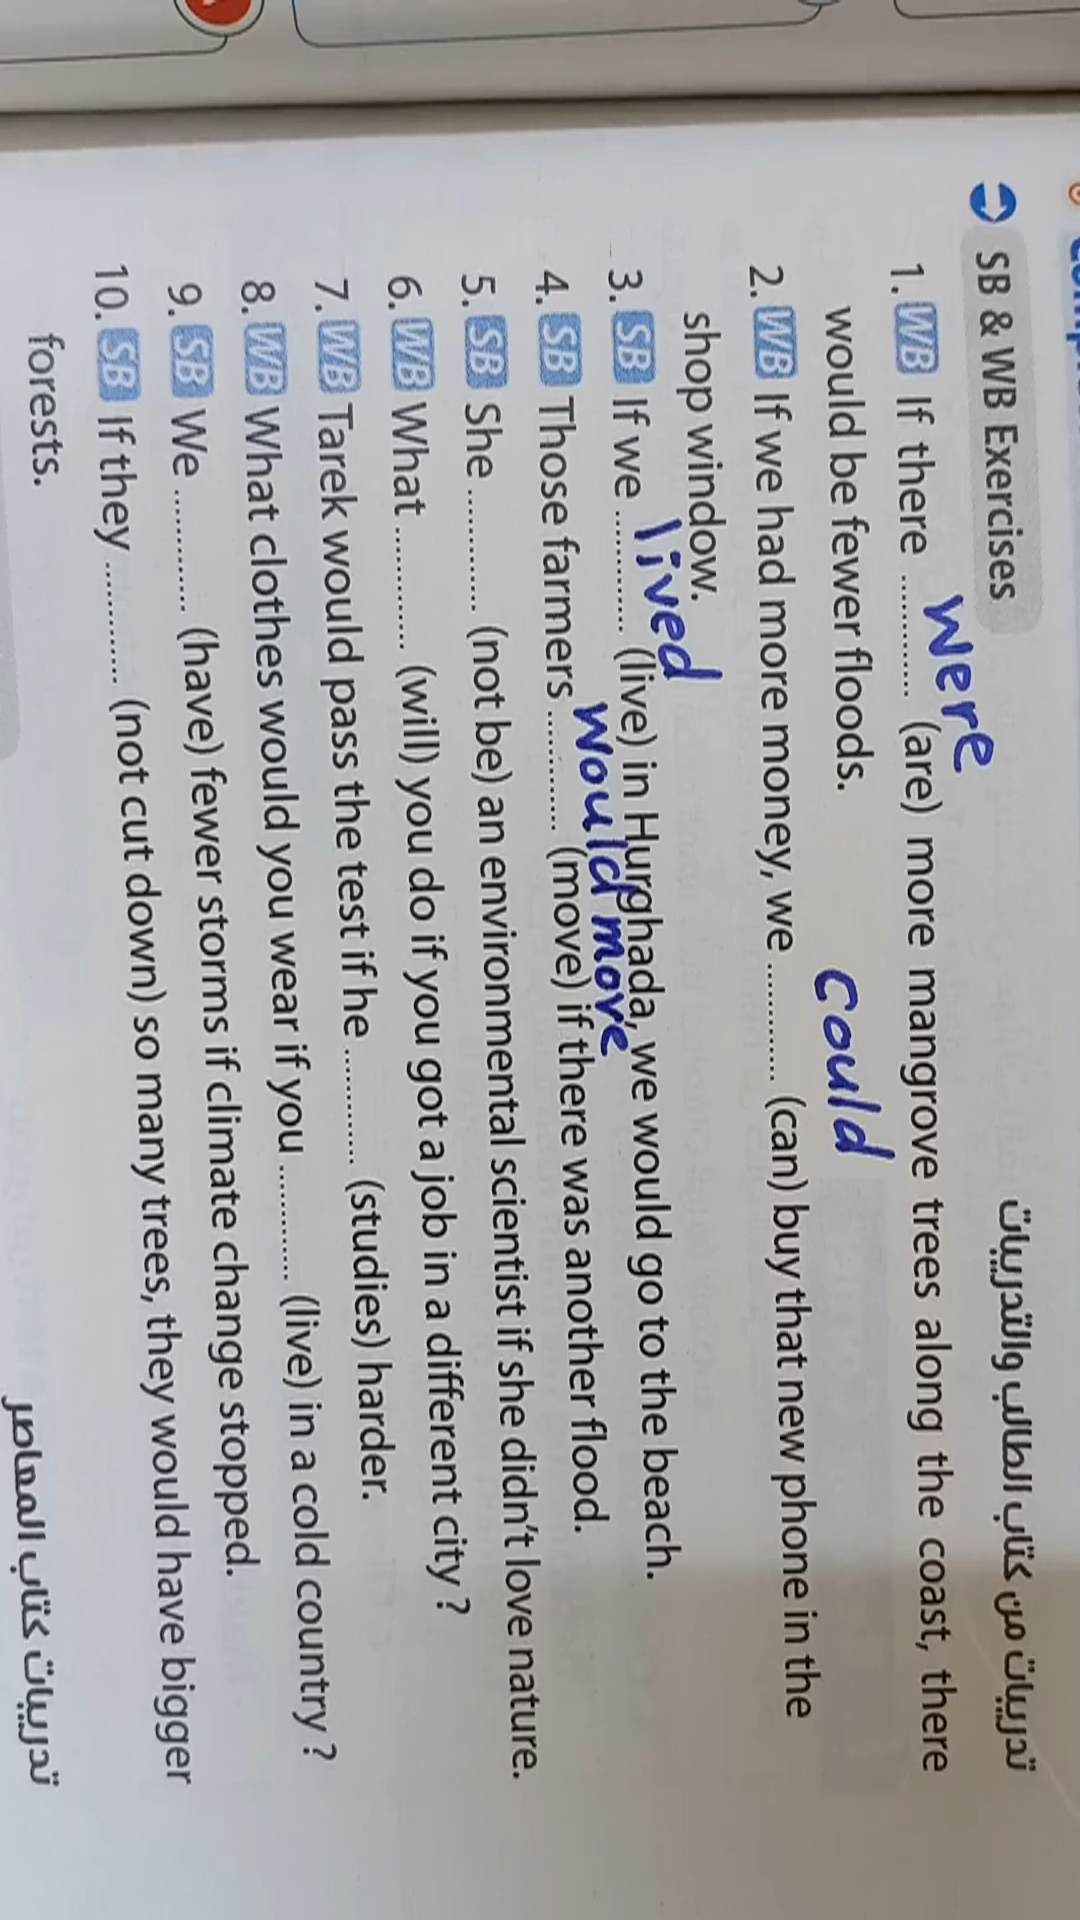 SB & WB Exercises تدريبات من كتاب الطالب والتدريبات
were
1. WB If there ............ (are) more mangrove trees along the coast, there
would be fewer floods.
could
2. WB If we had more money, we ............ (can) buy that new phone in the
shop window.
lived
3. SB If we ............ (live) in Hurghada, we would go to the beach.
would move
4. SB Those farmers ............ (move) if there was another flood.
5. SB She ............ (not be) an environmental scientist if she didn't love nature.
6. WB What ............ (will) you do if you got a job in a different city ?
7. WB Tarek would pass the test if he ............ (studies) harder.
8. WB What clothes would you wear if you ............ (live) in a cold country ?
9. SB We ............ (have) fewer storms if climate change stopped.
10. SB If they ............ (not cut down) so many trees, they would have bigger
forests.
تدريبات كتاب المعاصر